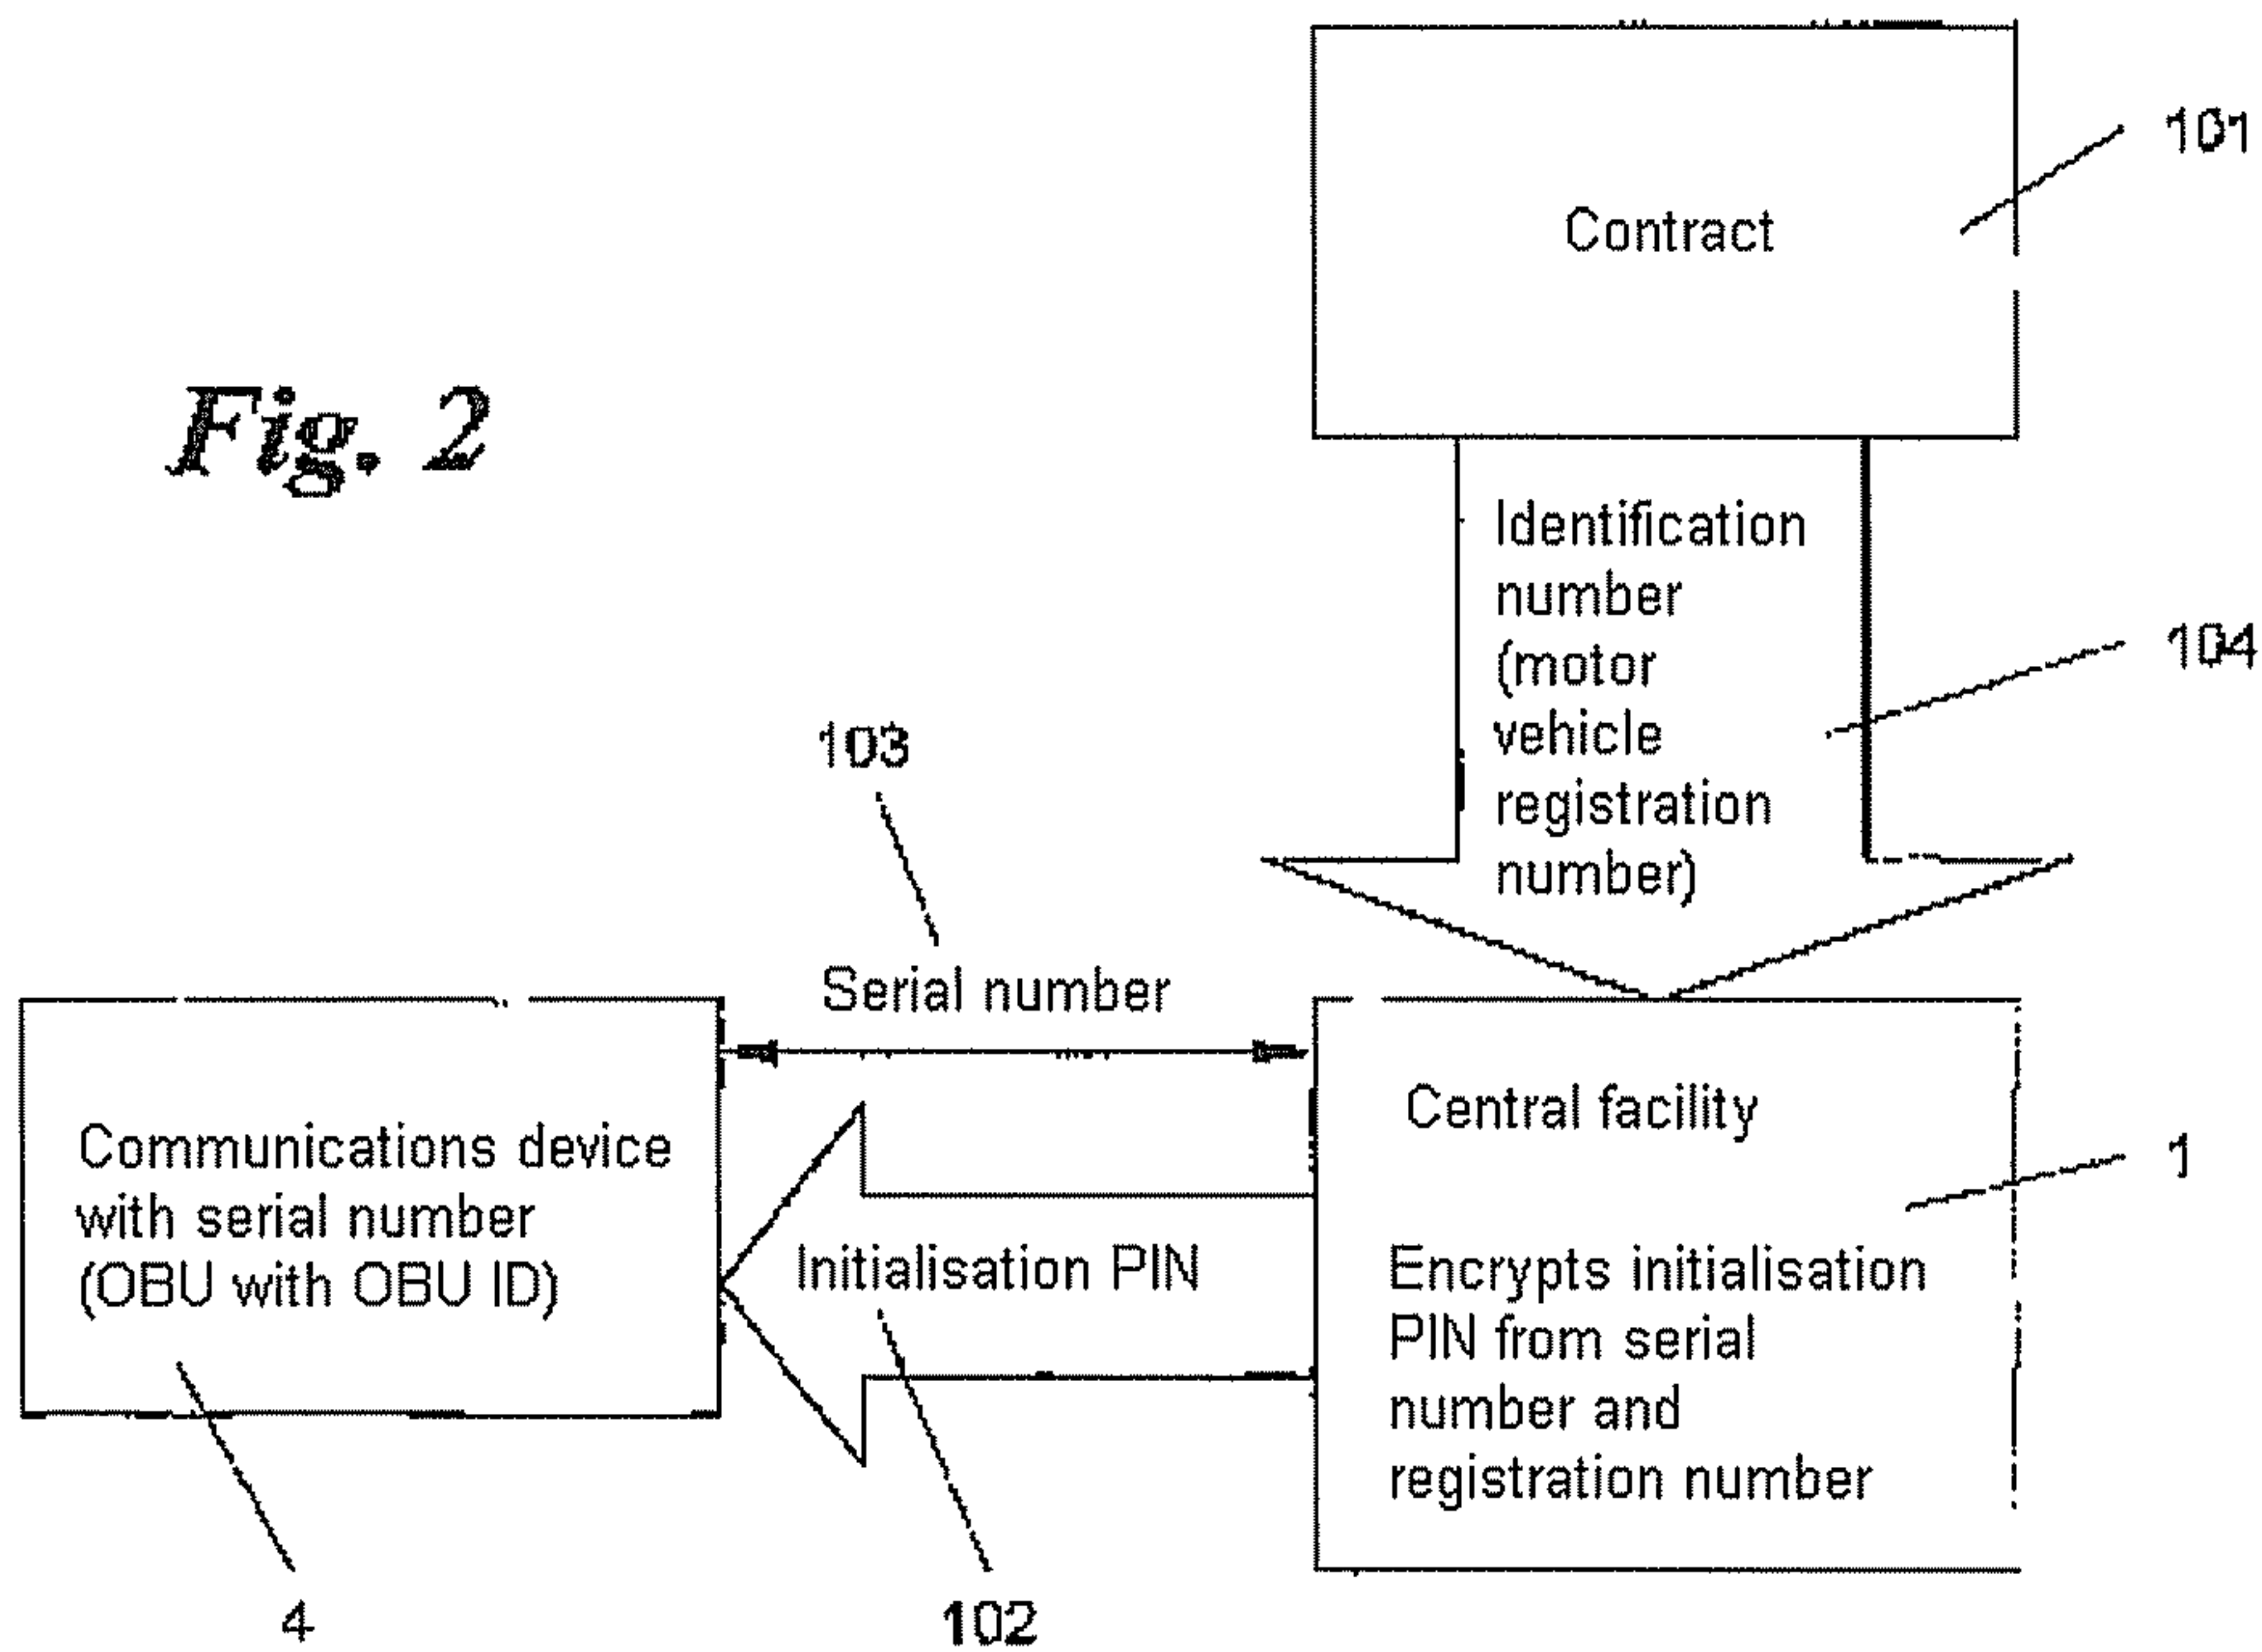 101
Contract
Fig. 2
Identification
number
(motor
vehicle
registration
number)
104
103
Serial number
Communications device
with serial number
(OBU with OBU ID)
Initialisation PIN
Central facility
Encrypts initialisation
PIN from serial
number and
registration number
1
4
102